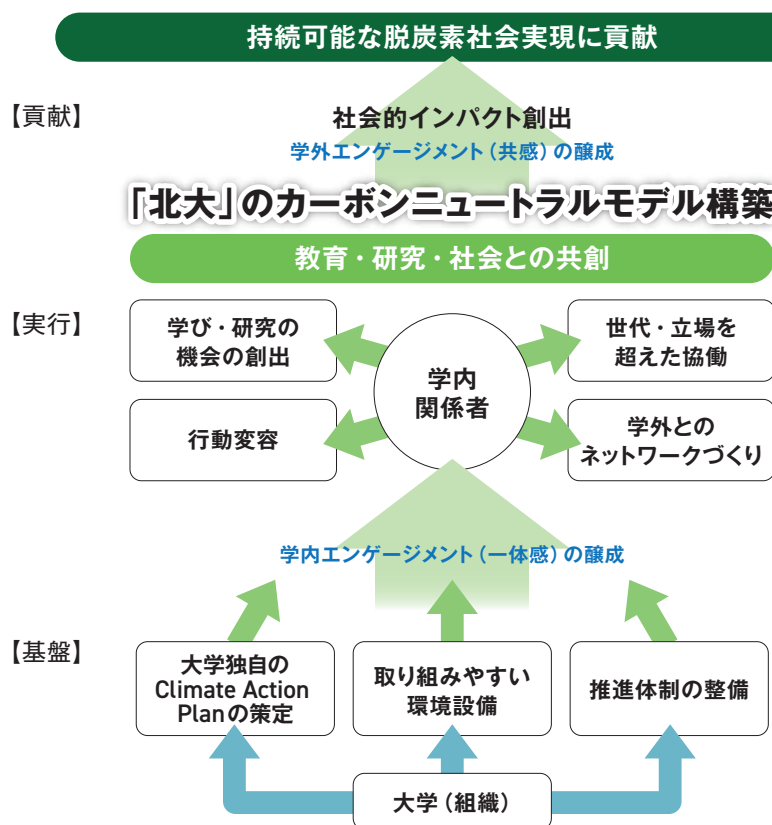 持続可能な脱炭素社会実現に貢献
【貢献】
社会的インパクト創出
学外エンゲージメント（共感）の醸成
「北大」のカーボンニュートラルモデル構築
教育・研究・社会との共創
【実行】
学び・研究の
機会の創出
世代・立場を
超えた協働
学内
関係者
行動変容
学外との
ネットワークづくり
学内エンゲージメント（一体感）の醸成
【基盤】
大学独自の
Climate Action
Planの策定
取り組みやすい
環境設備
推進体制の整備
大学（組織）